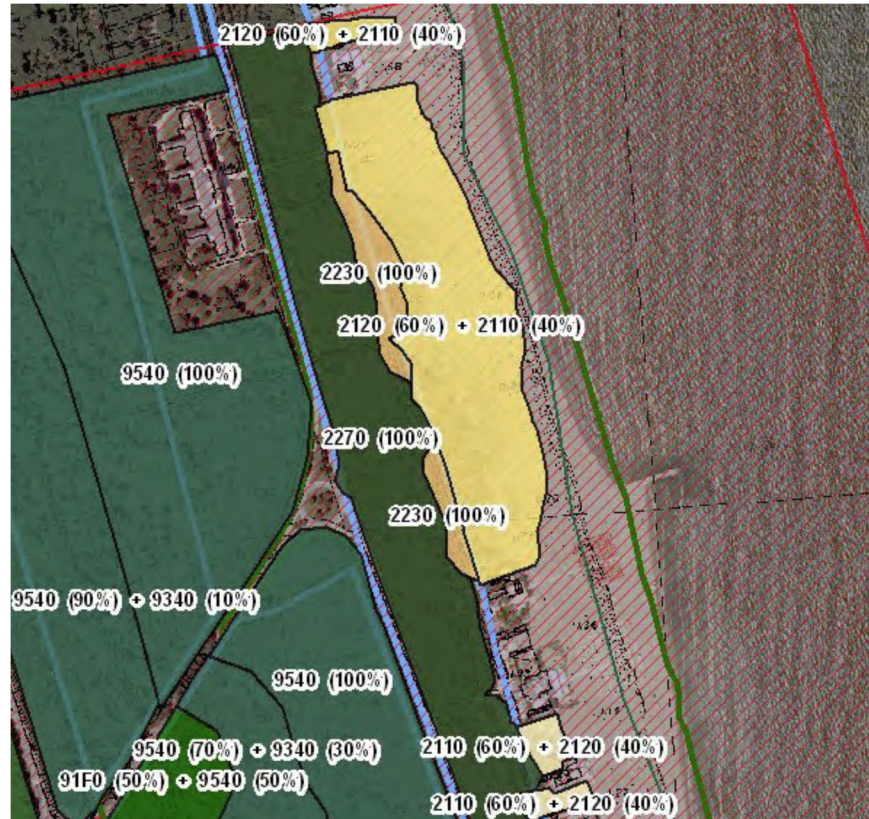 2120 (60%) + 2110 (40%)
2230 (100%)
2120 (60%) + 2110 (40%)
9540 (100%)
2270 (100%)
2230 (100%)
9540 (90%) + 9340 (10%)
9540 (100%)
9540 (70%) + 9340 (30%)
2110 (60%) + 2120 (40%)
91F0 (50%) + 9540 (50%)
2110 (60%) + 2120 (40%)